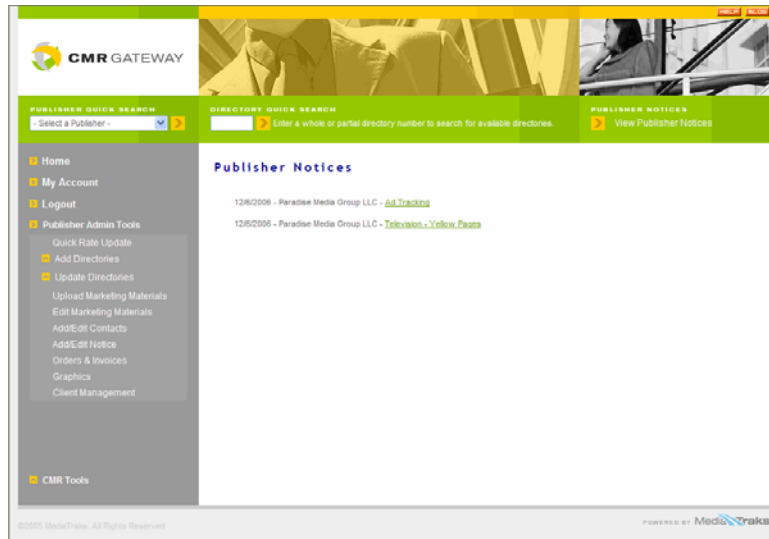 HELP BLOG
CMR GATEWAY
PUBLISHER QUICK SEARCH
- Select a Publisher -
DIRECTORY QUICK SEARCH
Enter a whole or partial directory number to search for available directories.
PUBLISHER NOTICES
View Publisher Notices
Home
My Account
Logout
Publisher Admin Tools
Quick Rate Update
Add Directories
Update Directories
Upload Marketing Materials
Edit Marketing Materials
Add/Edit Contacts
Add/Edit Notice
Orders & Invoices
Graphics
Client Management
CMR Tools
Publisher Notices
12/6/2006 - Paradise Media Group LLC - Ad Tracking
12/6/2006 - Paradise Media Group LLC - Television - Yellow Pages
©2005 MediaTraks. All Rights Reserved
POWERED BY MediaTraks